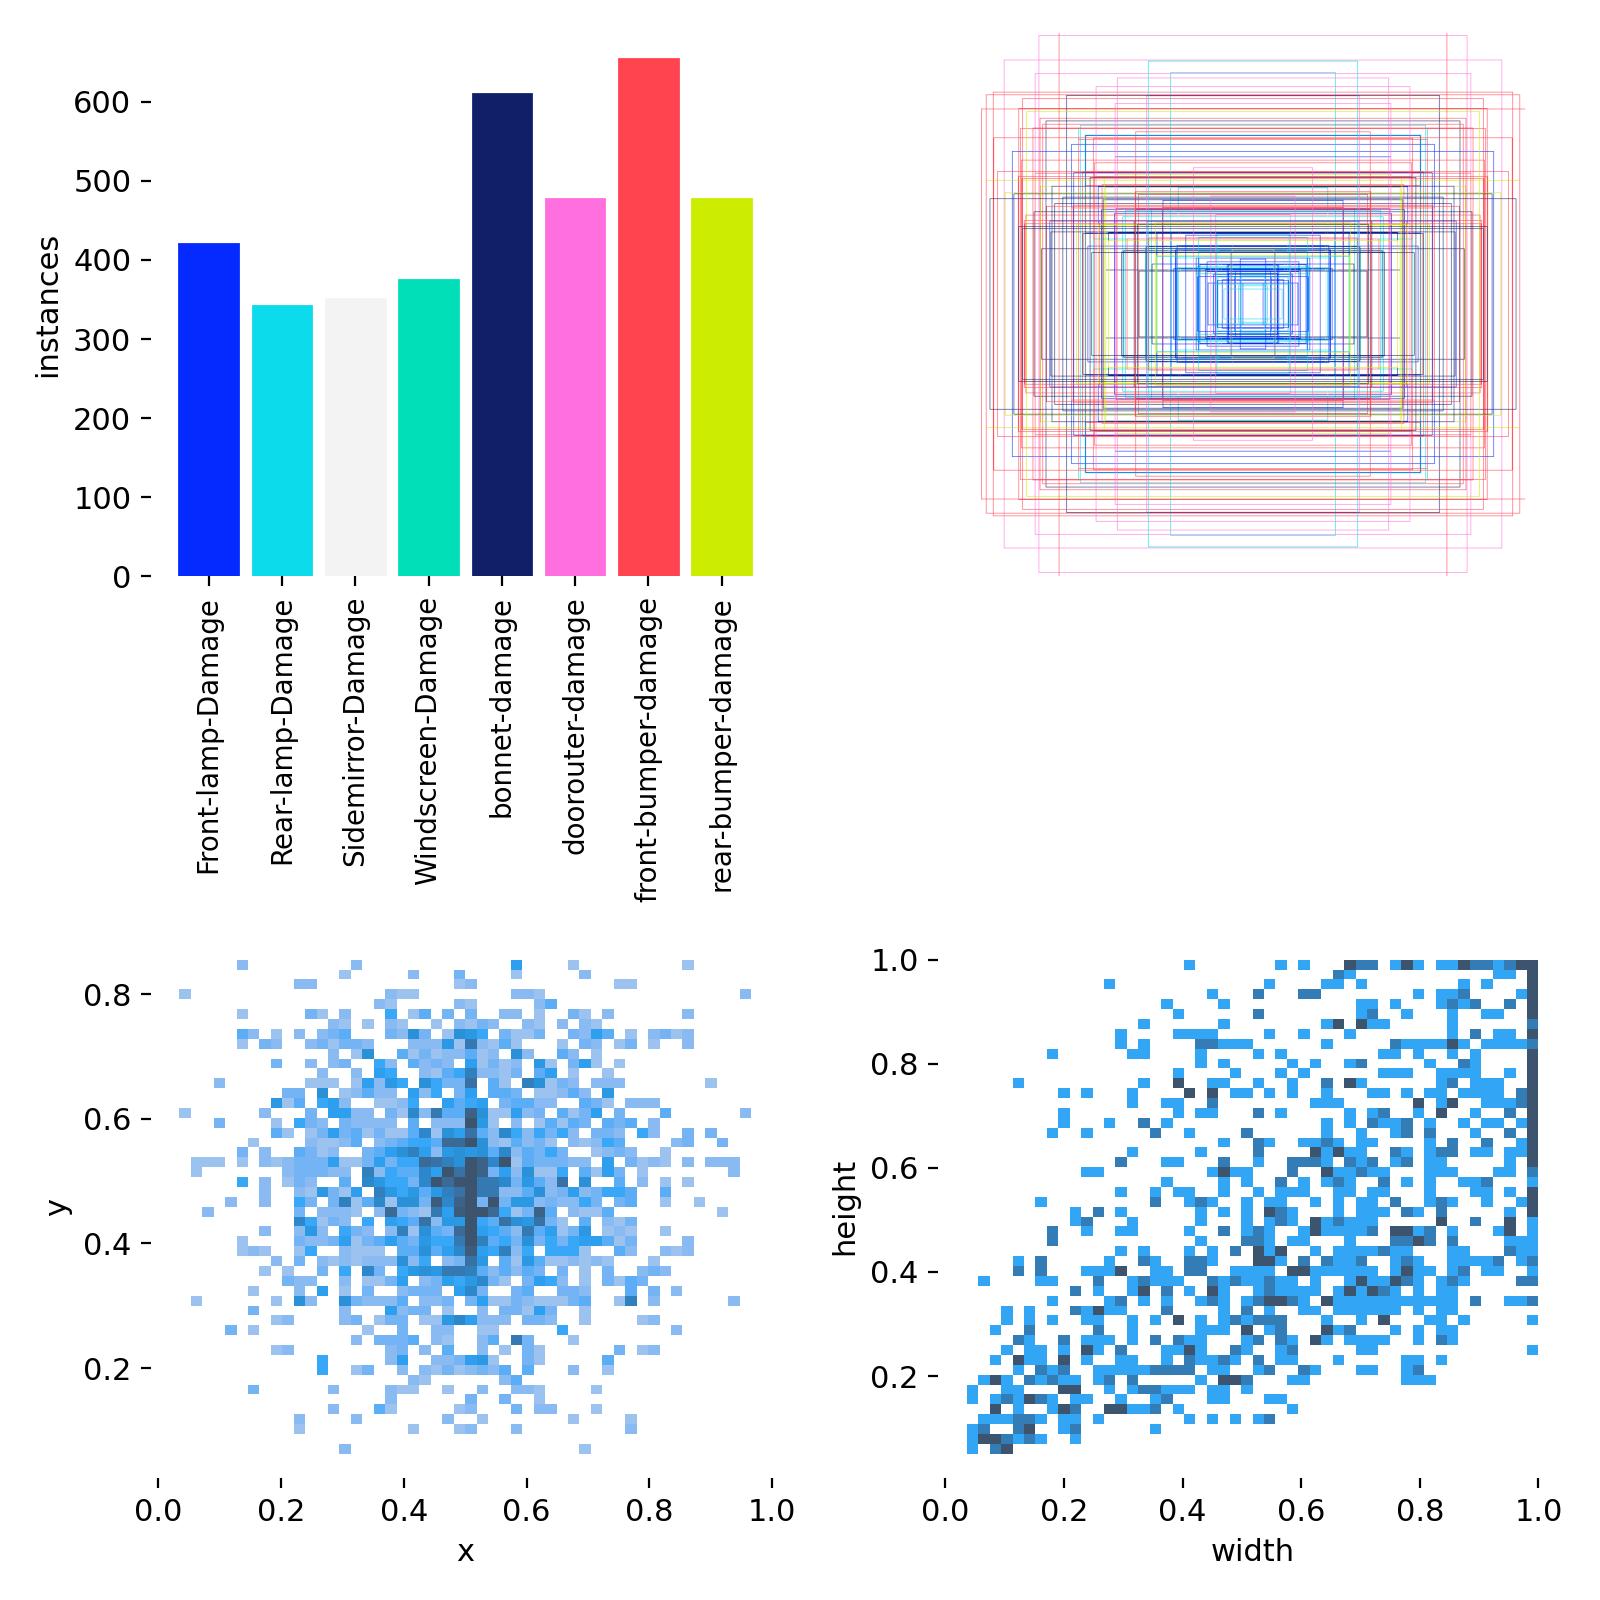 instances
600
500
400
300
200
100
0
Front-lamp-Damage
Rear-lamp-Damage
Sidemirror-Damage
Windscreen-Damage
bonnet-damage
doorouter-damage
front-bumper-damage
rear-bumper-damage
y
0.8
0.6
0.4
0.2
0.0 0.2 0.4 0.6 0.8 1.0
x
height
1.0
0.8
0.6
0.4
0.2
0.0 0.2 0.4 0.6 0.8 1.0
width